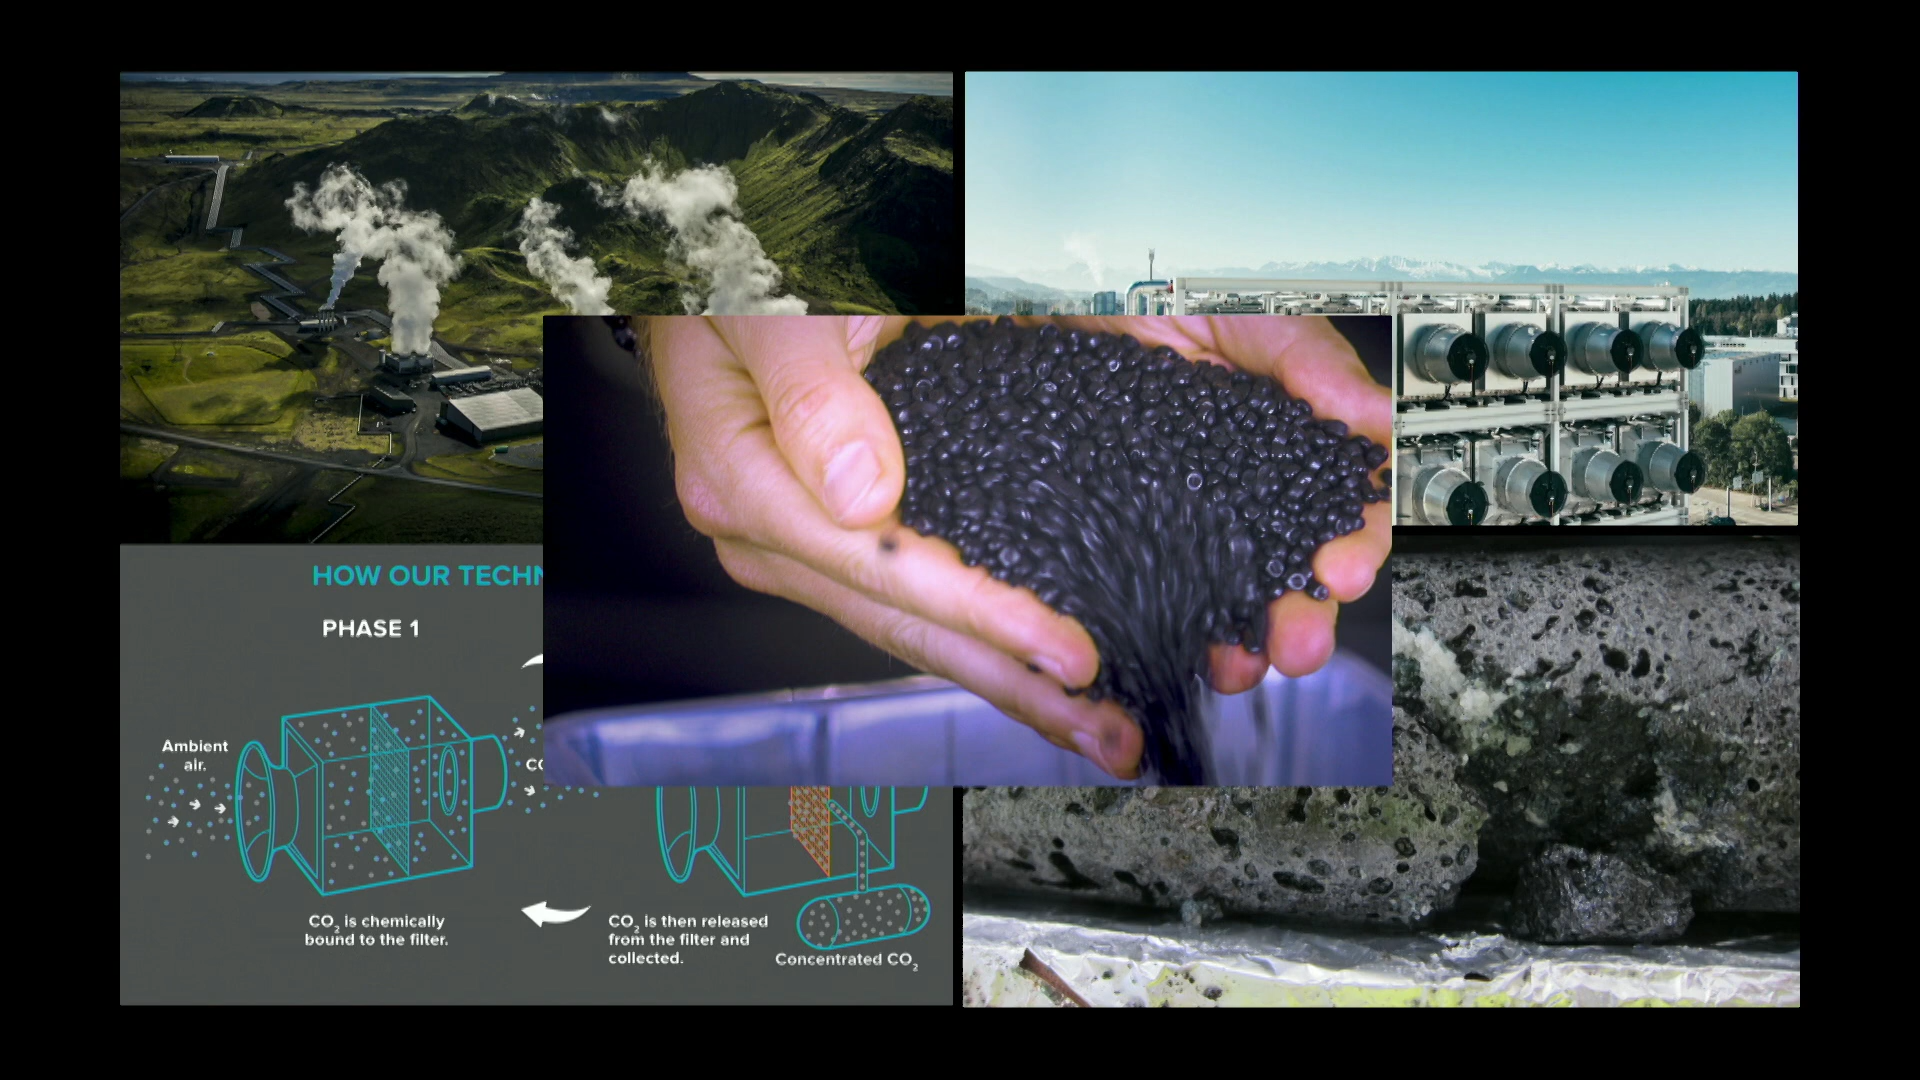 HOW OUR TECHN
PHASE 1
Ambient
air.
CO₂ is chemically
bound to the filter.
CO₂ is then released
from the filter and
collected.
Concentrated CO₂